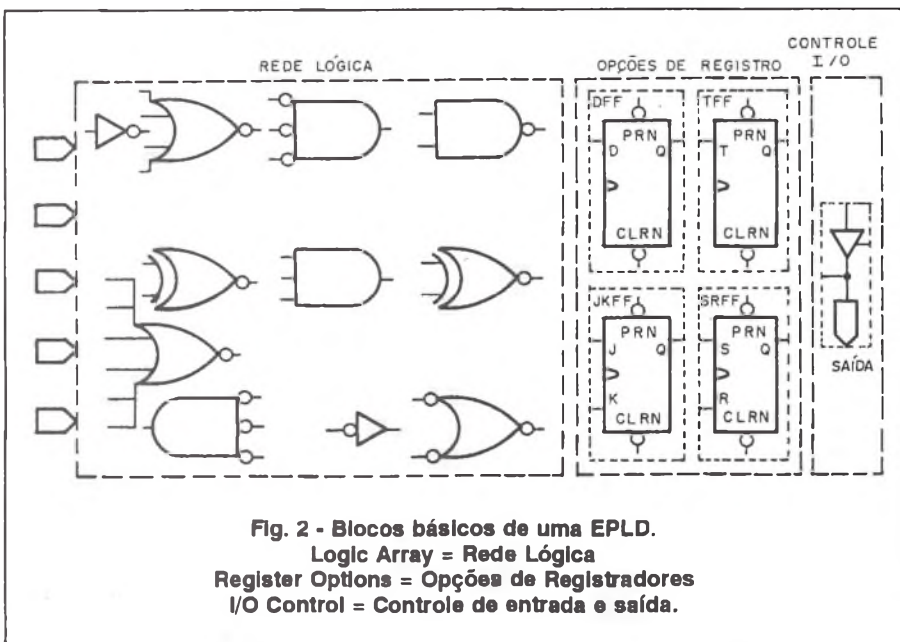 REDE LÓGICA
OPÇÕES DE REGISTRO
CONTROLE
I/O
DFF
PRN
D Q
CLRN
TFF
PRN
T Q
CLRN
JKFF
PRN
J Q
K
CLRN
SRFF
PRN
S Q
R
CLRN
SAÍDA
Fig. 2 - Blocos básicos de uma EPLD.
Logic Array = Rede Lógica
Register Options = Opções de Registradores
I/O Control = Controle de entrada e saída.